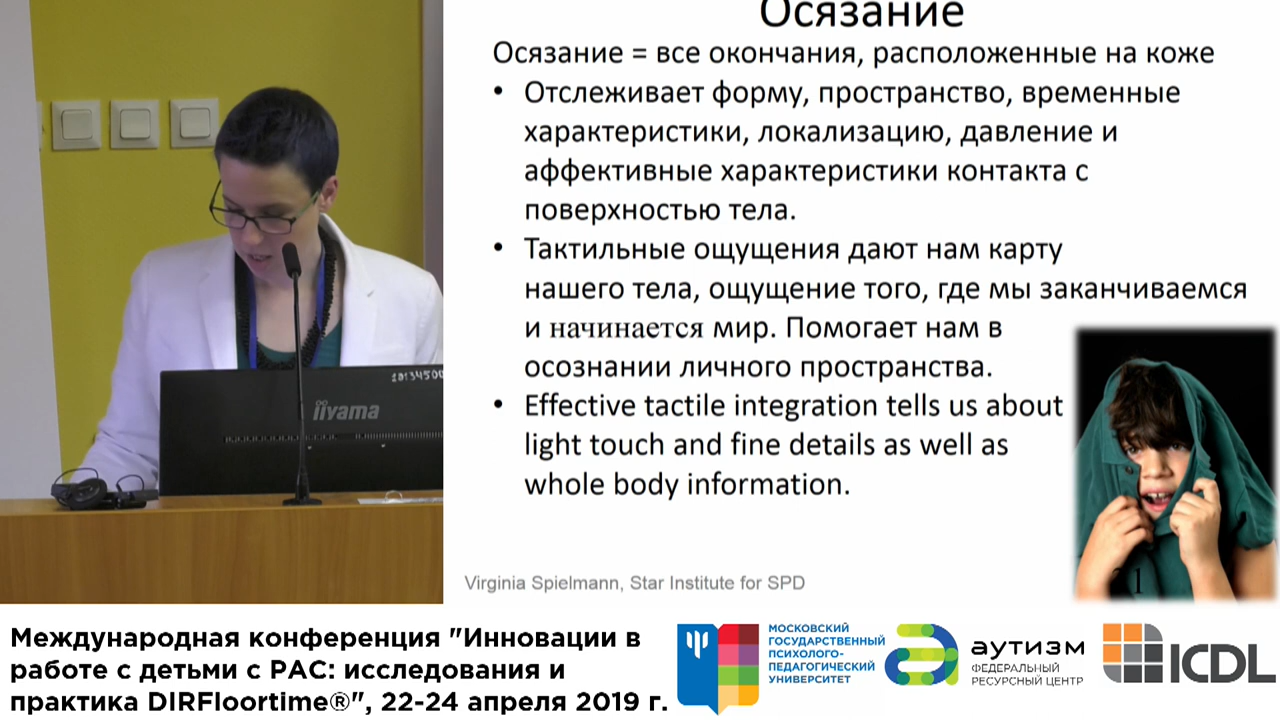 Осязание
Осязание = все окончания, расположенные на коже
• Отслеживает форму, пространство, временные
характеристики, локализацию, давление и
аффективные характеристики контакта с
поверхностью тела.
• Тактильные ощущения дают нам карту
нашего тела, ощущение того, где мы заканчиваемся
и начинается мир. Помогает нам в
осознании личного пространства.
• Effective tactile integration tells us about
light touch and fine details as well as
whole body information.
Virginia Spielmann, Star Institute for SPD
iiyama
Международная конференция "Инновации в
работе с детьми с РАС: исследования и
практика DIRFloortime®", 22-24 апреля 2019 г.
МОСКОВСКИЙ
ГОСУДАРСТВЕННЫЙ
ПСИХОЛОГО-
ПЕДАГОГИЧЕСКИЙ
УНИВЕРСИТЕТ
аутизм
ФЕДЕРАЛЬНЫЙ
РЕСУРСНЫЙ ЦЕНТР
ICDL